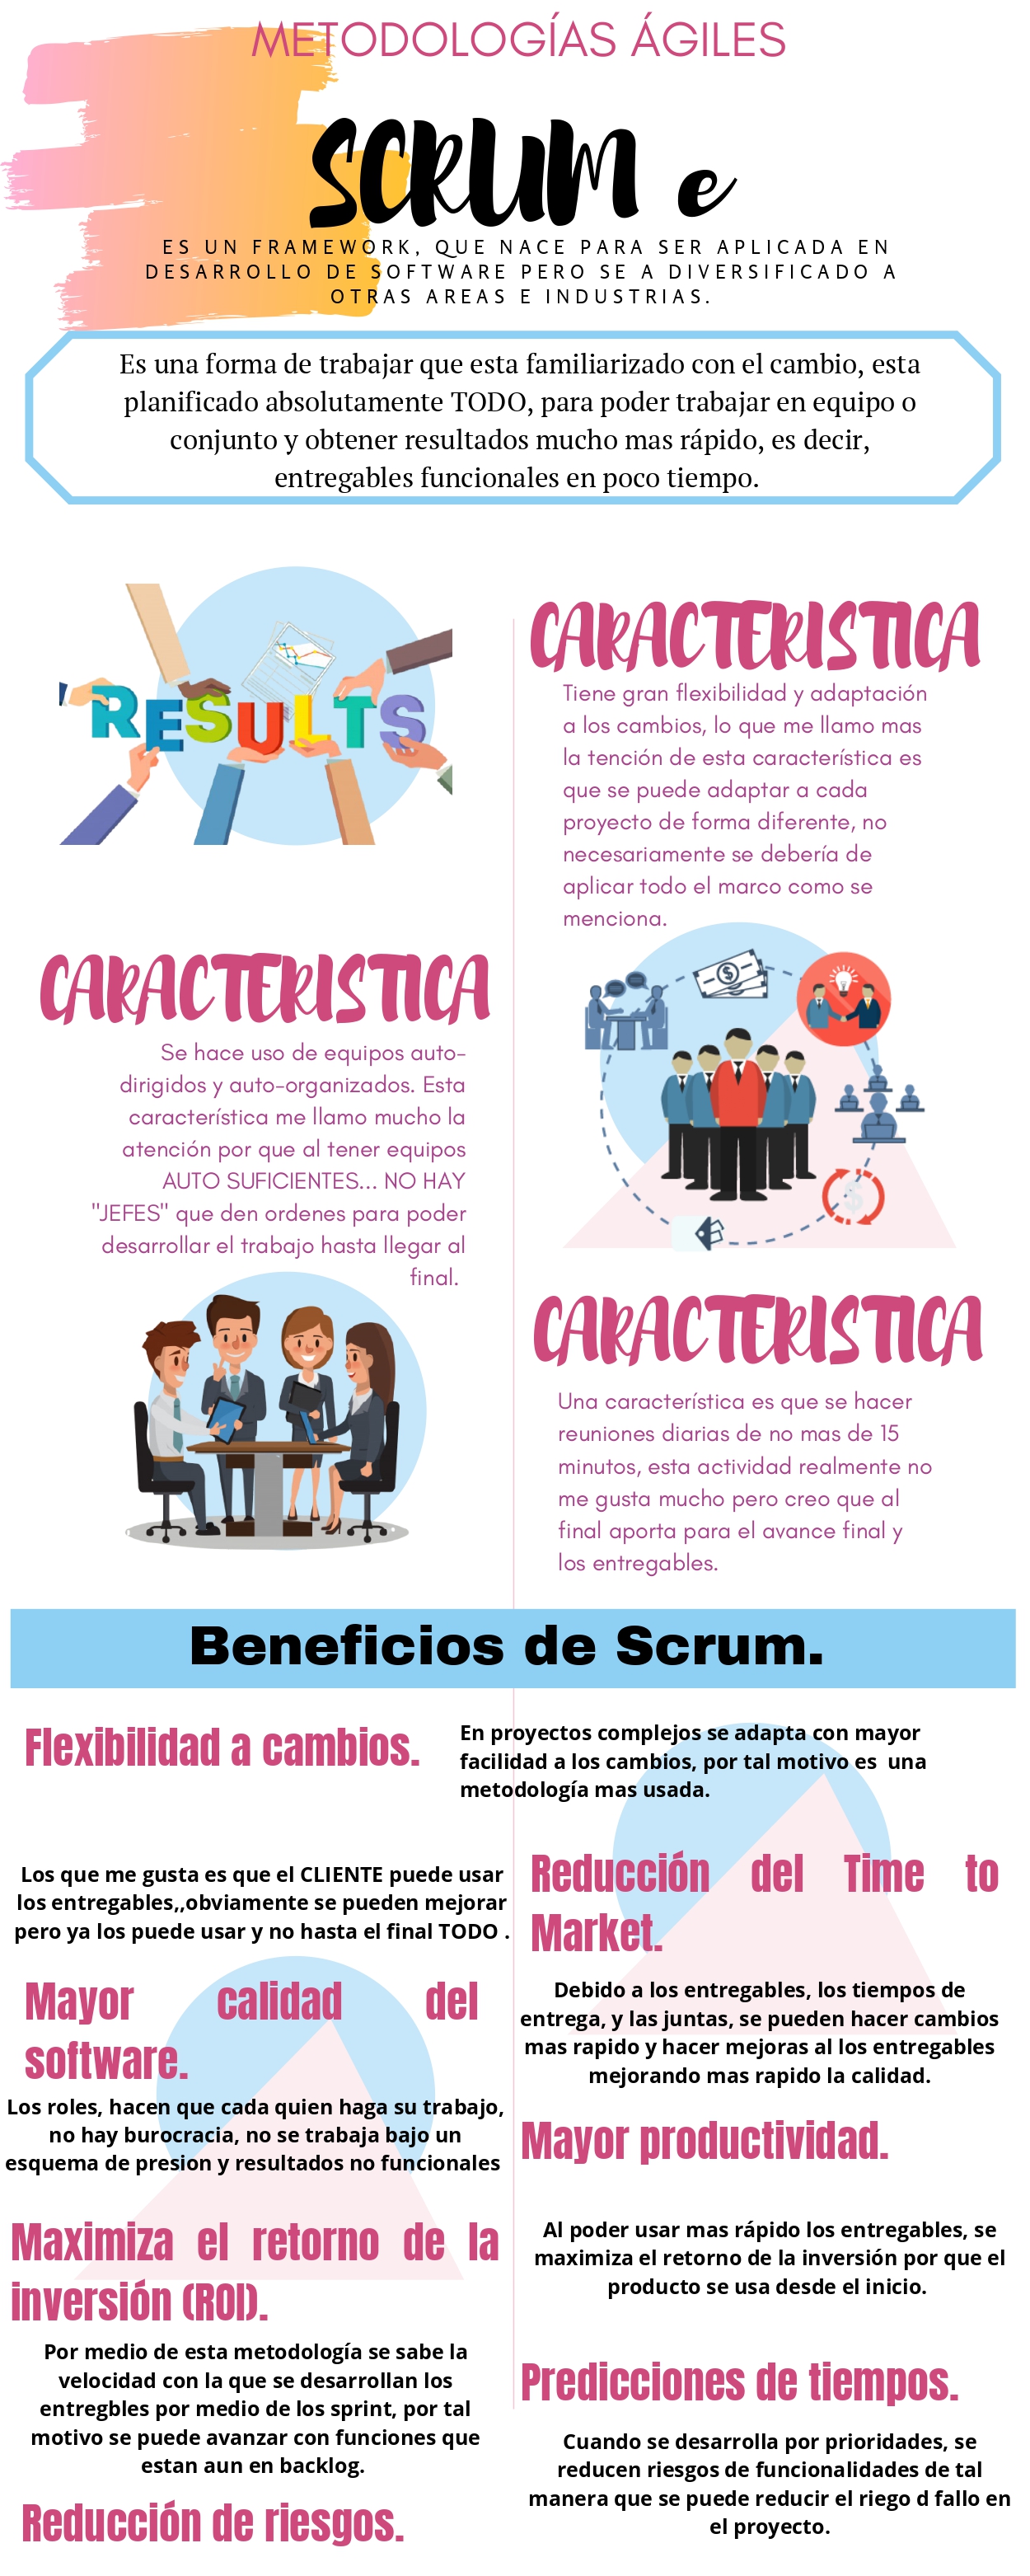 METODOLOGÍAS ÁGILES
SCRUM e
ES UN FRAMEWORK, QUE NACE PARA SER APLICADA EN
DESARROLLO DE SOFTWARE PERO SE A DIVERSIFICADO A
OTRAS AREAS E INDUSTRIAS.
Es una forma de trabajar que esta familiarizado con el cambio, esta
planificado absolutamente TODO, para poder trabajar en equipo o
conjunto y obtener resultados mucho mas rápido, es decir,
entregables funcionales en poco tiempo.
RESULTS
CARACTERISTICA
Tiene gran flexibilidad y adaptación
a los cambios, lo que me llamo mas
la tención de esta característica es
que se puede adaptar a cada
proyecto de forma diferente, no
necesariamente se debería de
aplicar todo el marco como se
menciona.
CARACTERISTICA
Se hace uso de equipos auto-
dirigidos y auto-organizados. Esta
característica me llamo mucho la
atención por que al tener equipos
AUTO SUFICIENTES... NO HAY
"JEFES" que den ordenes para poder
desarrollar el trabajo hasta llegar al
final.
$
$
CARACTERISTICA
Una característica es que se hacer
reuniones diarias de no mas de 15
minutos, esta actividad realmente no
me gusta mucho pero creo que al
final aporta para el avance final y
los entregables.
Beneficios de Scrum.
Flexibilidad a cambios.
En proyectos complejos se adapta con mayor
facilidad a los cambios, por tal motivo es una
metodología mas usada.
Los que me gusta es que el CLIENTE puede usar
los entregables,,obviamente se pueden mejorar
pero ya los puede usar y no hasta el final TODO .
Reducción del Time to
Market.
Mayor calidad del
software.
Debido a los entregables, los tiempos de
entrega, y las juntas, se pueden hacer cambios
mas rapido y hacer mejoras al los entregables
mejorando mas rapido la calidad.
Los roles, hacen que cada quien haga su trabajo,
no hay burocracia, no se trabaja bajo un
esquema de presion y resultados no funcionales
Mayor productividad.
Maximiza el retorno de la
inversión (ROI).
Al poder usar mas rápido los entregables, se
maximiza el retorno de la inversión por que el
producto se usa desde el inicio.
Por medio de esta metodología se sabe la
velocidad con la que se desarrollan los
entregbles por medio de los sprint, por tal
motivo se puede avanzar con funciones que
estan aun en backlog.
Predicciones de tiempos.
Reducción de riesgos.
Cuando se desarrolla por prioridades, se
reducen riesgos de funcionalidades de tal
manera que se puede reducir el riego d fallo en
el proyecto.